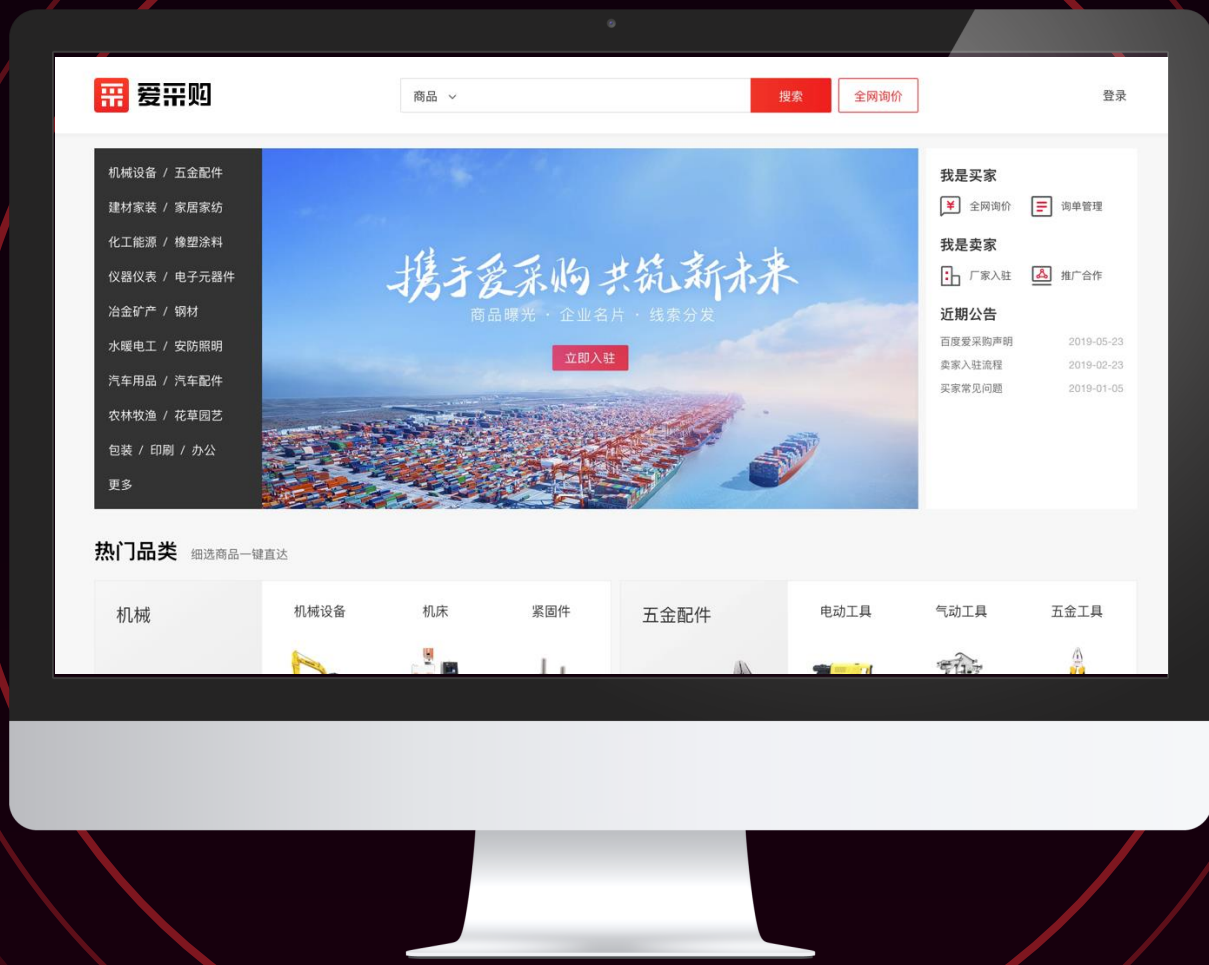 采 爱采购
商品
搜索
全网询价
登录
机械设备 / 五金配件
建材家装 / 家居家纺
化工能源 / 橡塑涂料
仪器仪表 / 电子元器件
冶金矿产 / 钢材
水暖电工 / 安防照明
汽车用品 / 汽车配件
农林牧渔 / 花草园艺
包装 / 印刷 / 办公
更多
携手爱采购 共筑新未来
商品曝光 · 企业名片 · 线索分发
立即入驻
我是买家
¥ 全网询价 询单管理
我是卖家
厂家入驻 推广合作
近期公告
百度爱采购声明 2019-05-23
卖家入驻流程 2019-02-23
买家常见问题 2019-01-05
热门品类 细选商品一键直达
机械 机械设备 机床 紧固件
五金配件 电动工具 气动工具 五金工具